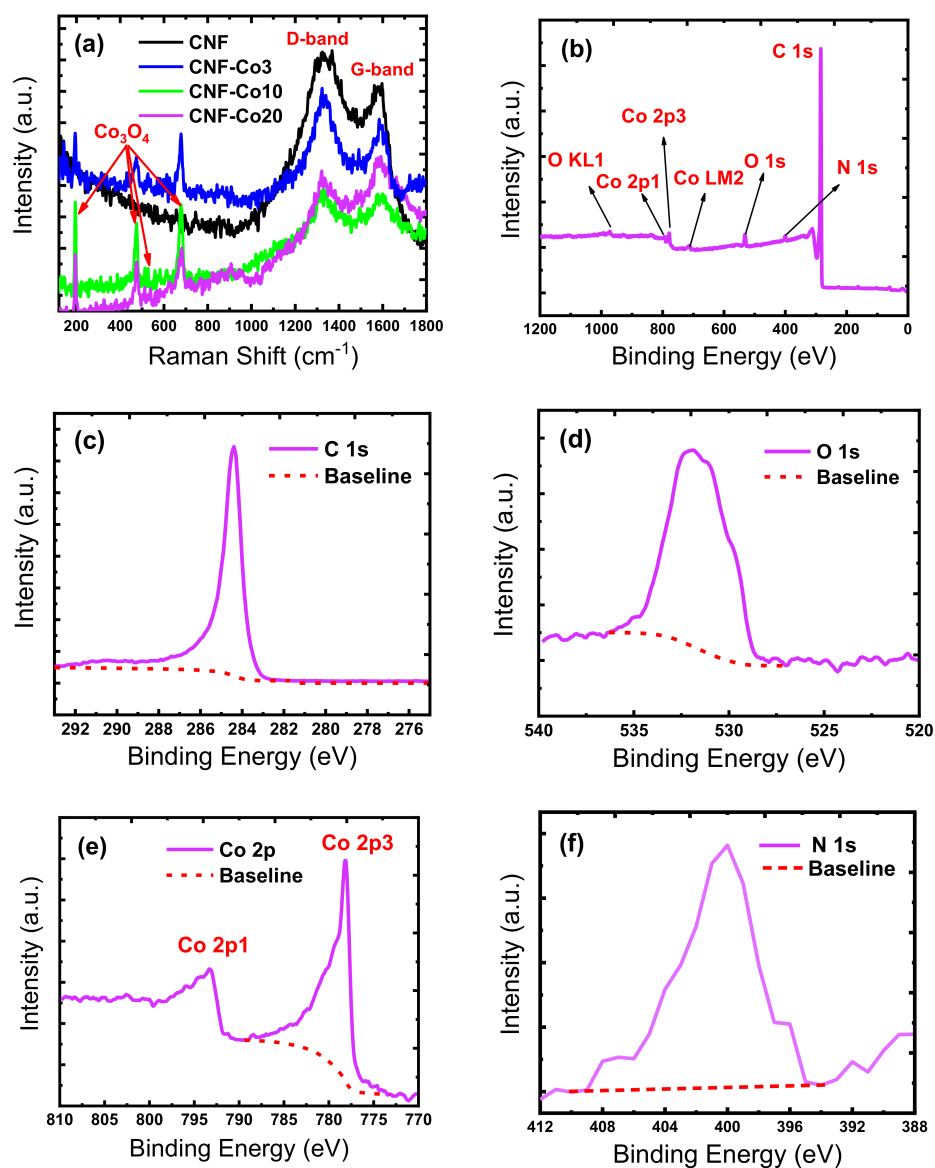 (a)
CNF
CNF-Co3
CNF-Co10
CNF-Co20
D-band
G-band
Co3O4
Intensity (a.u.)
120 400 600 800 1000 1200 1400 1600 1800
Raman Shift (cm-1)
(b)
C 1s
Co 2p3
O KL1
Co 2p1
Co LM2
O 1s
N 1s
Intensity (a.u.)
1200 1000 800 600 400 200 0
Binding Energy (eV)
(c)
C 1s
Baseline
Intensity (a.u.)
292 290 288 286 284 282 280 278 276
Binding Energy (eV)
(d)
O 1s
Baseline
Intensity (a.u.)
540 535 530 525 520
Binding Energy (eV)
(e)
Co 2p
Baseline
Co 2p3
Co 2p1
Intensity (a.u.)
810 805 800 795 790 785 780 775 770
Binding Energy (eV)
(f)
N 1s
Baseline
Intensity (a.u.)
412 408 404 400 396 392 388
Binding Energy (eV)